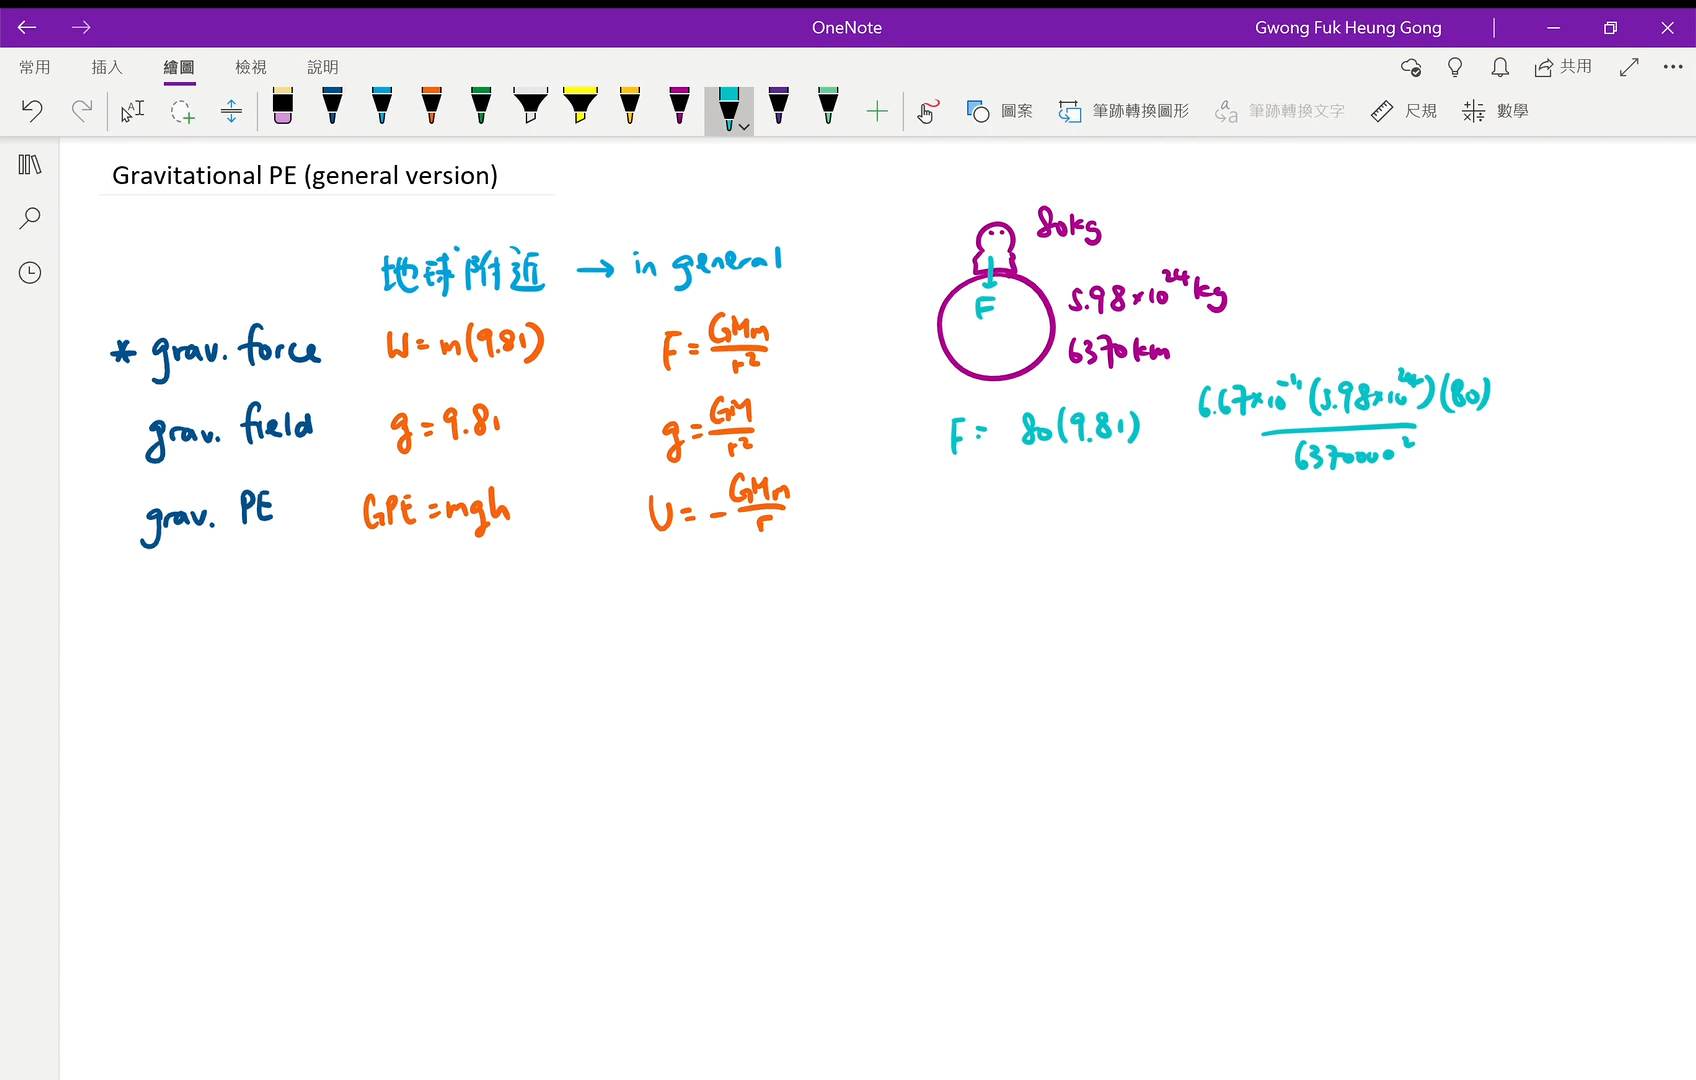 OneNote
Gwong Fuk Heung Gong
常用 插入 繪圖 檢視 說明 共用
圖案 筆跡轉換圖形 筆跡轉換文字 尺規 數學
Gravitational PE (general version)
地球附近 → in general
* grav. force W = m(9.81) F = GMm/r²
grav. field g = 9.81 g = GM/r²
grav. PE GPE = mgh U = - GMm/r
80kg
F
5.98×10²⁴kg
6370km
F = 80(9.81) 6.67×10⁻¹¹(5.98×10²⁴)(80)/6370000²